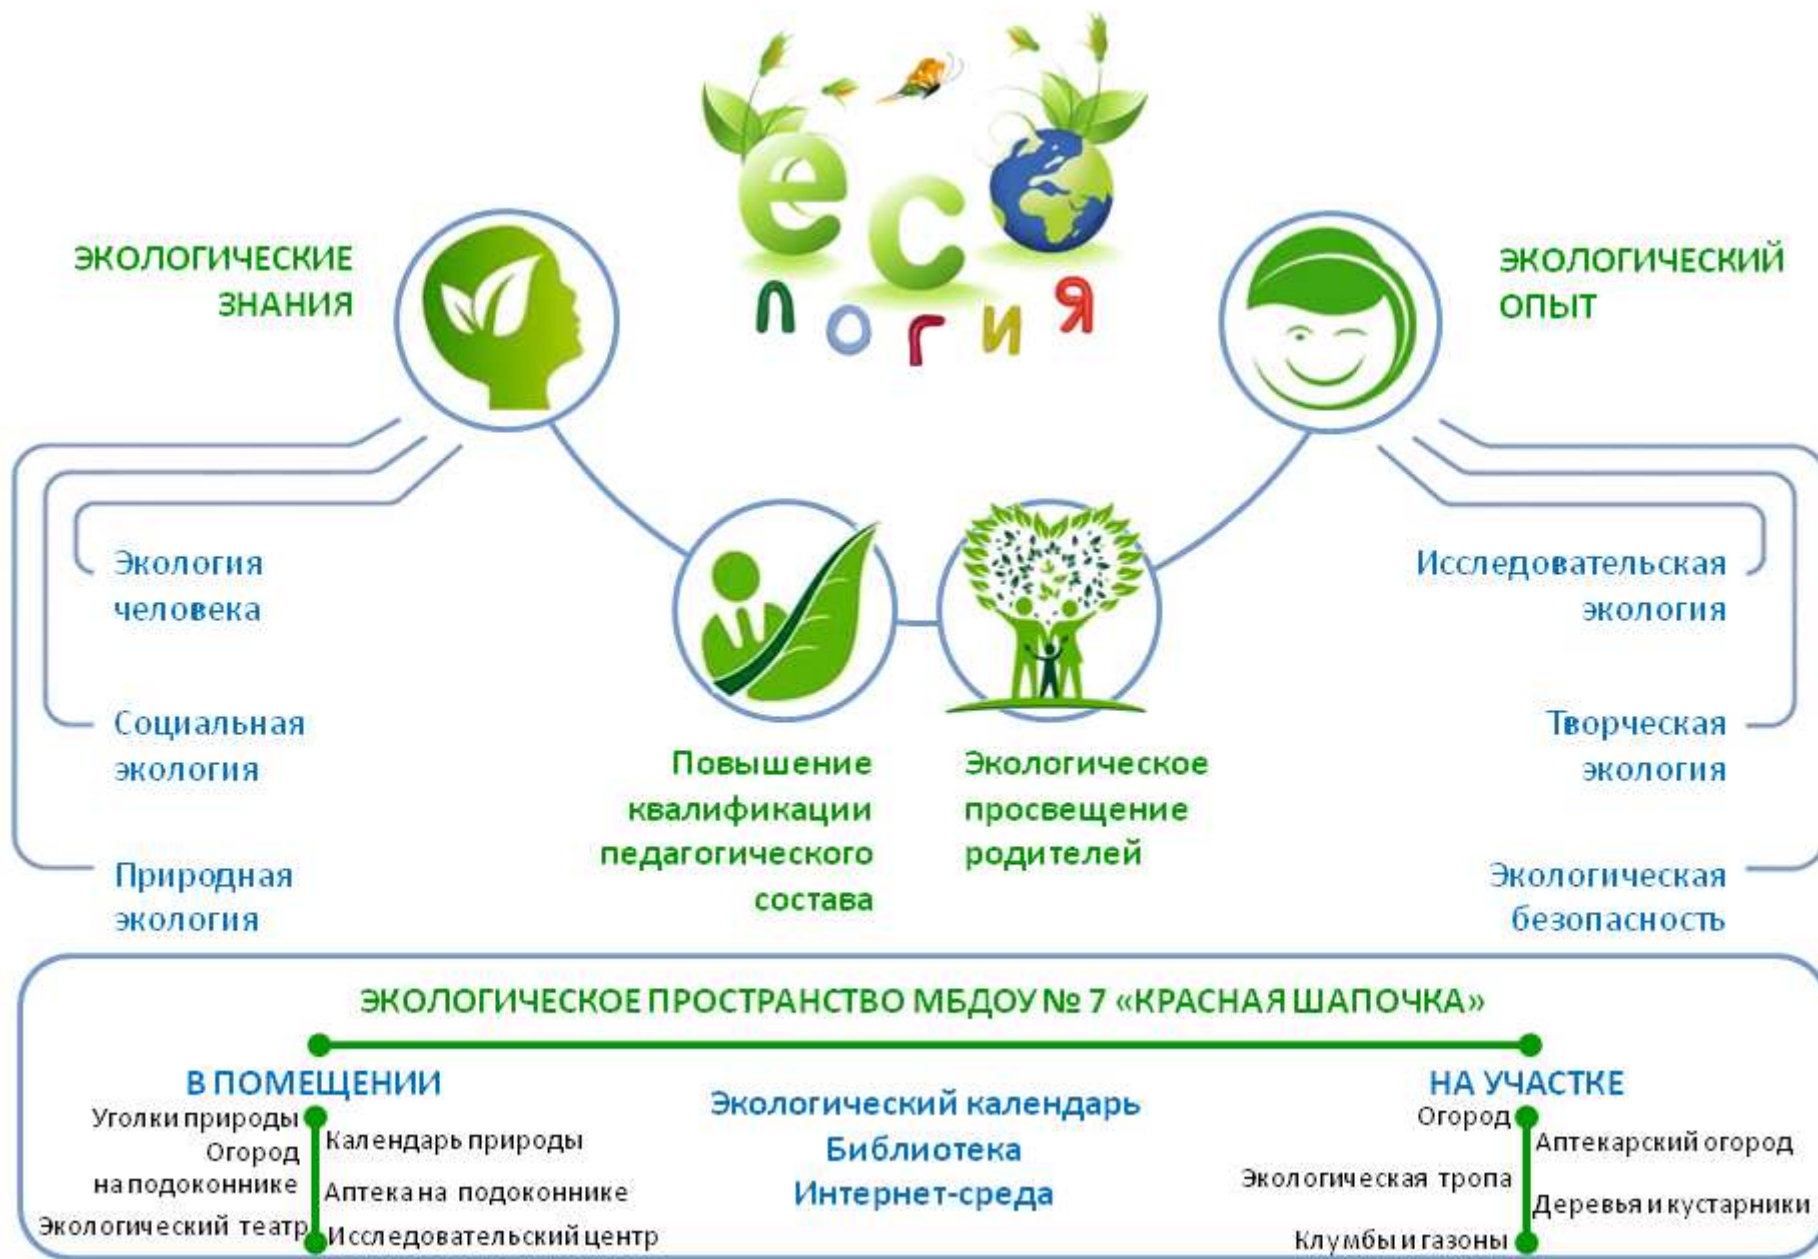 eco
логия
ЭКОЛОГИЧЕСКИЕ
ЗНАНИЯ
ЭКОЛОГИЧЕСКИЙ
ОПЫТ
Экология
человека
Социальная
экология
Природная
экология
Повышение
квалификации
педагогического
состава
Экологическое
просвещение
родителей
Исследовательская
экология
Творческая
экология
Экологическая
безопасность
ЭКОЛОГИЧЕСКОЕ ПРОСТРАНСТВО МБДОУ № 7 «КРАСНАЯ ШАПОЧКА»
В ПОМЕЩЕНИИ
Уголки природы
Огород
на подоконнике
Экологический театр
Календарь природы
Аптека на подоконнике
Исследовательский центр
Экологический календарь
Библиотека
Интернет-среда
НА УЧАСТКЕ
Огород
Экологическая тропа
Клумбы и газоны
Аптекарский огород
Деревья и кустарники